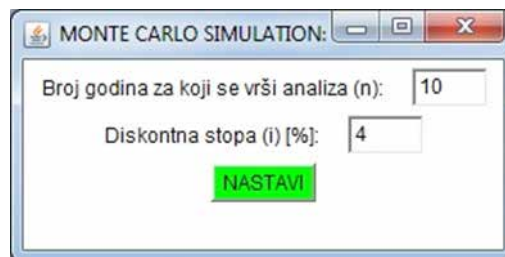 MONTE CARLO SIMULATION:
Broj godina za koji se vrši analiza (n): 10
Diskontna stopa (i) [%]: 4
NASTAVI